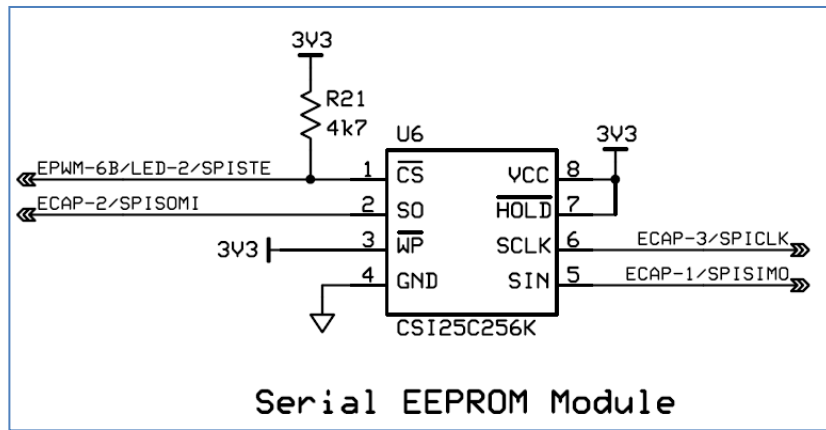 3V3
R21
4k7
U6
3V3
EPWM-6B/LED-2/SPISTE
1
CS
VCC
8
ECAP-2/SPISOMI
2
SO
HOLD
7
3V3
3
WP
SCLK
6
ECAP-3/SPICLK
4
GND
SIN
5
ECAP-1/SPISIMO
CSI25C256K
Serial EEPROM Module